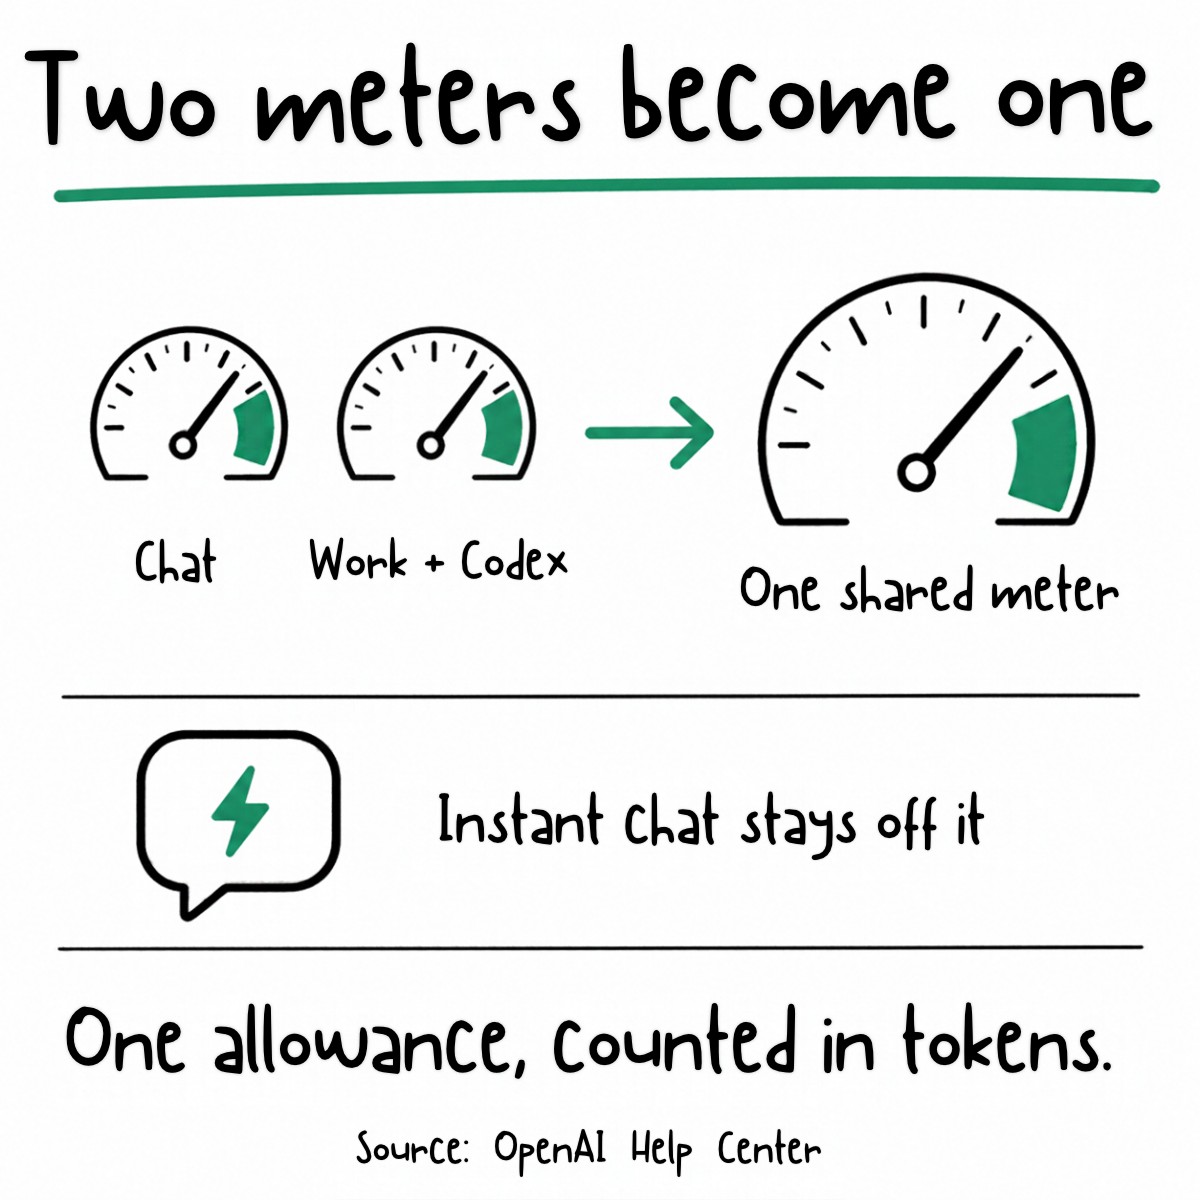 Two meters become one
Chat
Work + Codex
One shared meter
Instant chat stays off it
One allowance, counted in tokens.
Source: OpenAI Help Center